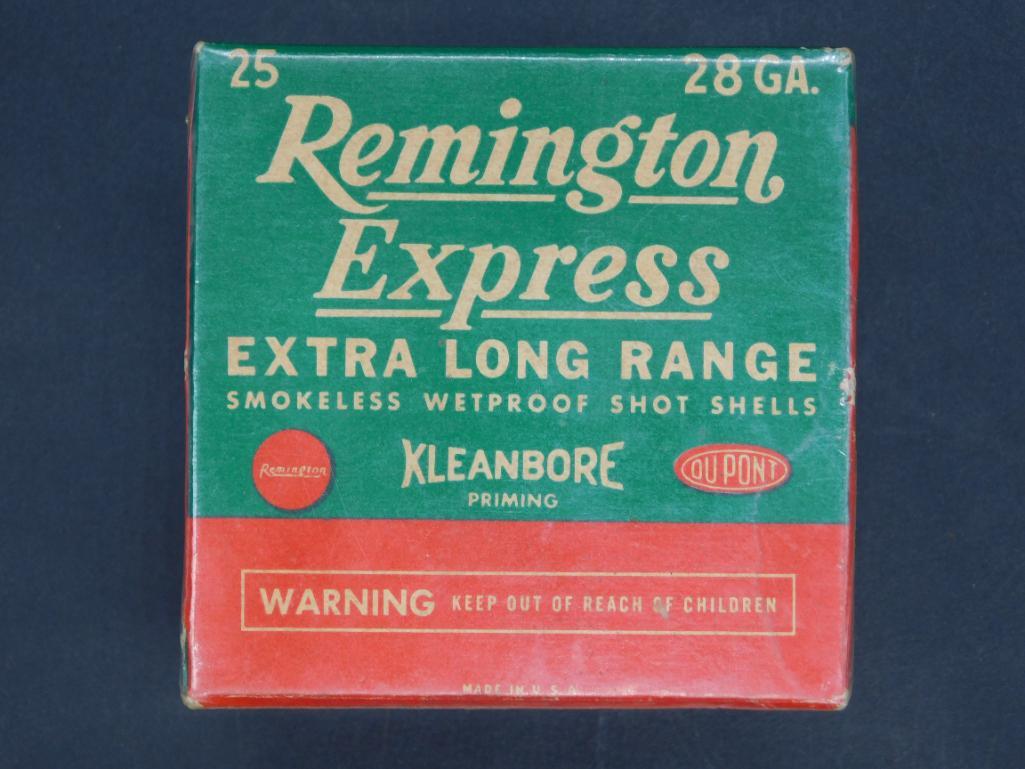 25 28 GA.
Remington
Express
EXTRA LONG RANGE
SMOKELESS WETPROOF SHOT SHELLS
Remington KLEANBORE DU PONT
PRIMING
WARNING KEEP OUT OF REACH OF CHILDREN
MADE IN U.S.A.